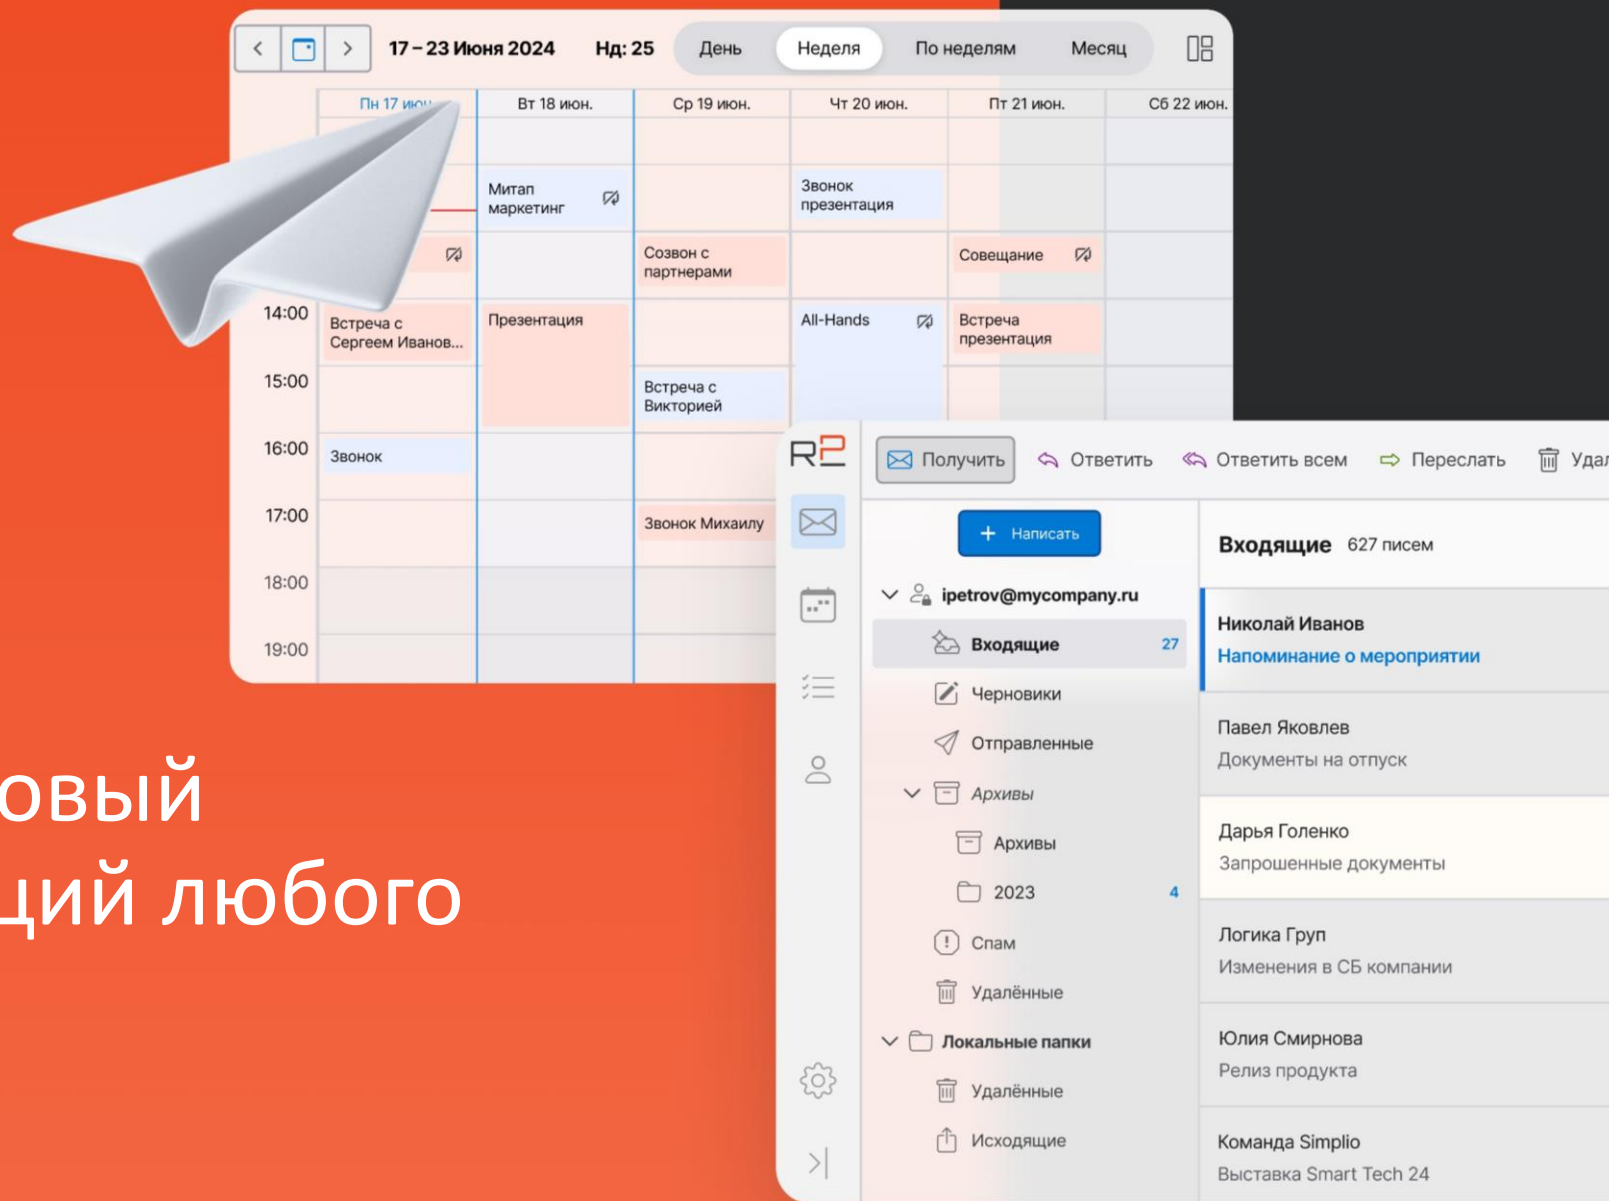 17 – 23 Июня 2024 Нд: 25 День Неделя По неделям Месяц
Пн 17 июн. Вт 18 июн. Ср 19 июн. Чт 20 июн. Пт 21 июн. Сб 22 июн.
Митап
маркетинг
Звонок
презентация
Созвон с
партнерами
Совещание
14:00
Встреча с
Сергеем Иванов...
Презентация
All-Hands
Встреча
презентация
15:00
Встреча с
Викторией
16:00
Звонок
17:00
Звонок Михаилу
18:00
19:00
R2
Получить Ответить Ответить всем Переслать Удал
+ Написать
Входящие 627 писем
ipetrov@mycompany.ru
Входящие 27
Черновики
Отправленные
Архивы
Архивы
2023 4
Спам
Удалённые
Локальные папки
Удалённые
Исходящие
Николай Иванов
Напоминание о мероприятии
Павел Яковлев
Документы на отпуск
Дарья Голенко
Запрошенные документы
Логика Груп
Изменения в СБ компании
Юлия Смирнова
Релиз продукта
Команда Simplio
Выставка Smart Tech 24
овый
ций любого